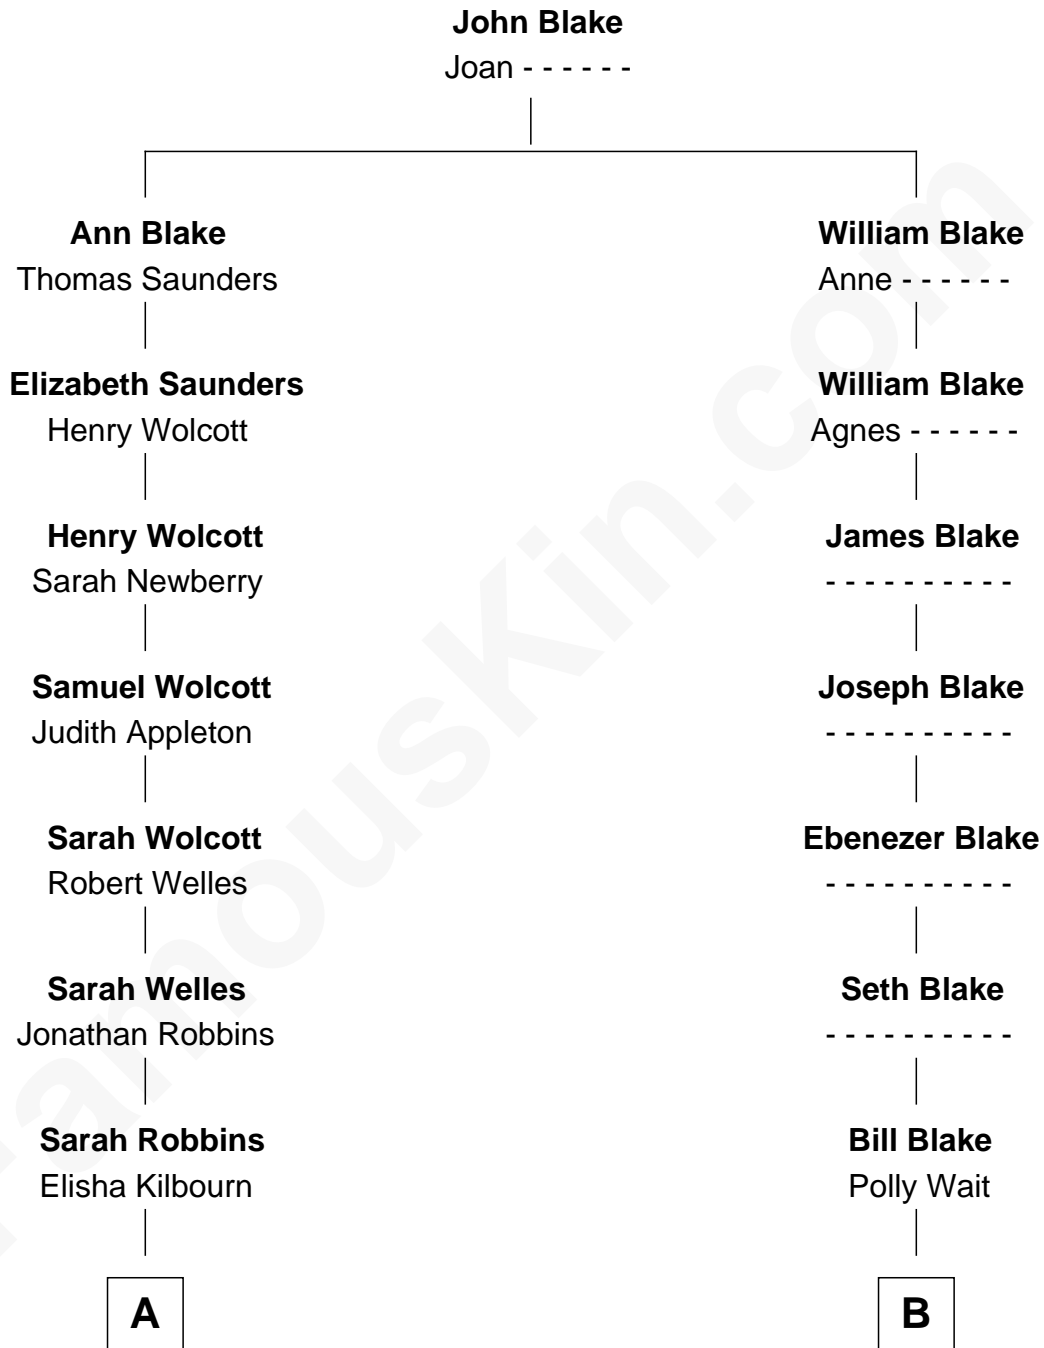 John Blake
Joan - - - - - -
Ann Blake
Thomas Saunders
William Blake
Anne - - - - - -
Elizabeth Saunders
Henry Wolcott
William Blake
Agnes - - - - - -
Henry Wolcott
Sarah Newberry
James Blake
- - - - - - - - - -
Samuel Wolcott
Judith Appleton
Joseph Blake
- - - - - - - - - -
Sarah Wolcott
Robert Welles
Ebenezer Blake
- - - - - - - - - -
Sarah Welles
Jonathan Robbins
Seth Blake
- - - - - - - - - -
Sarah Robbins
Elisha Kilbourn
Bill Blake
Polly Wait
A
B
FamousKin.com